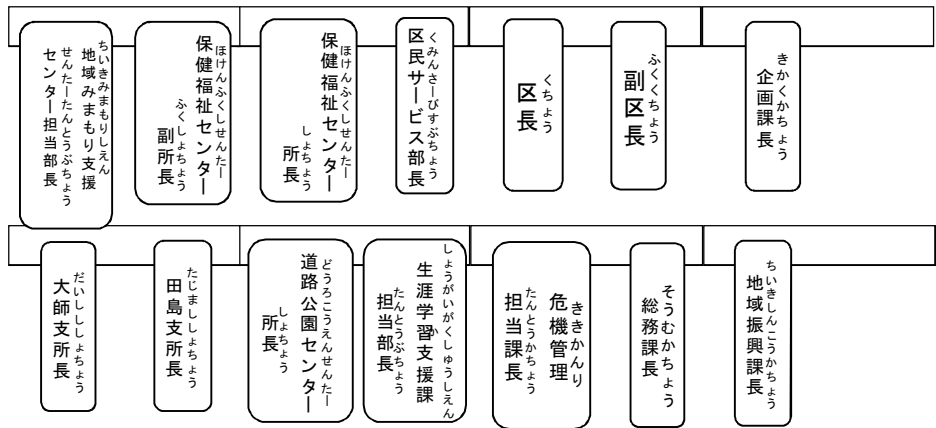 きかくかちょう
企画課長
ふくくちょう
副区長
くちょう
区長
くみんさーびすぶちょう
区民サービス部長
ほけんふくしせんたー
保健福祉センター
しょちょう
所長
ほけんふくしせんたー
保健福祉センター
ふくしょちょう
副所長
ちいきみまもりしえん
地域みまもり支援
せんたーたんとうぶちょう
センター担当部長
ちいきしんこうかちょう
地域振興課長
そうむかちょう
総務課長
ききかんり
危機管理
たんとうかちょう
担当課長
しょうがいがくしゅうしえん
か
生涯学習支援課
たんとうぶちょう
担当部長
どうろこうえんせんたー
道路公園センター
しょちょう
所長
たじまししょちょう
田島支所長
だいしししょちょう
大師支所長